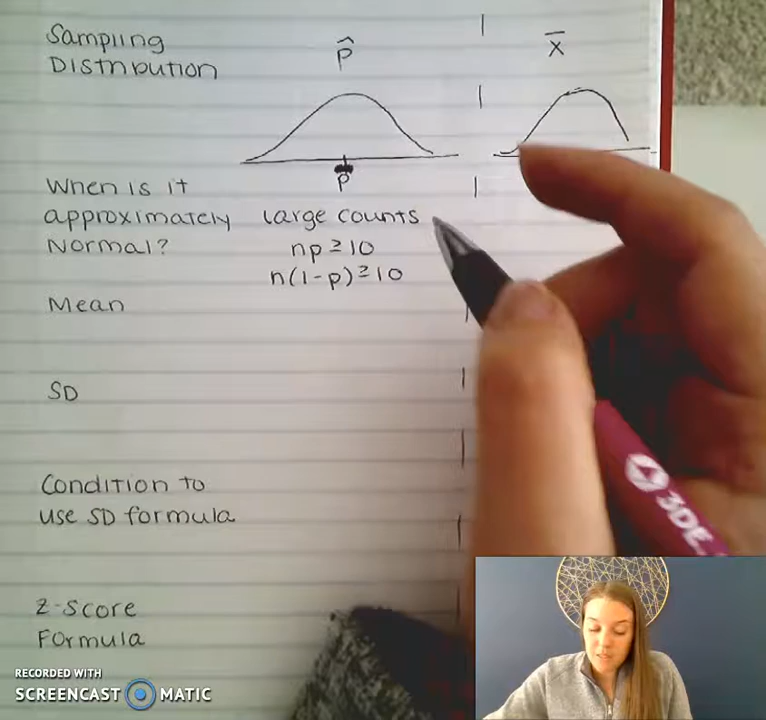 Sampling
Distribution
p̂
x̄
p
When is it
approximately
Normal?
large counts
np ≥ 10
n(1-p) ≥ 10
Mean
SD
Condition to
use SD formula
z-score
Formula
3DE
RECORDED WITH
SCREENCAST MATIC